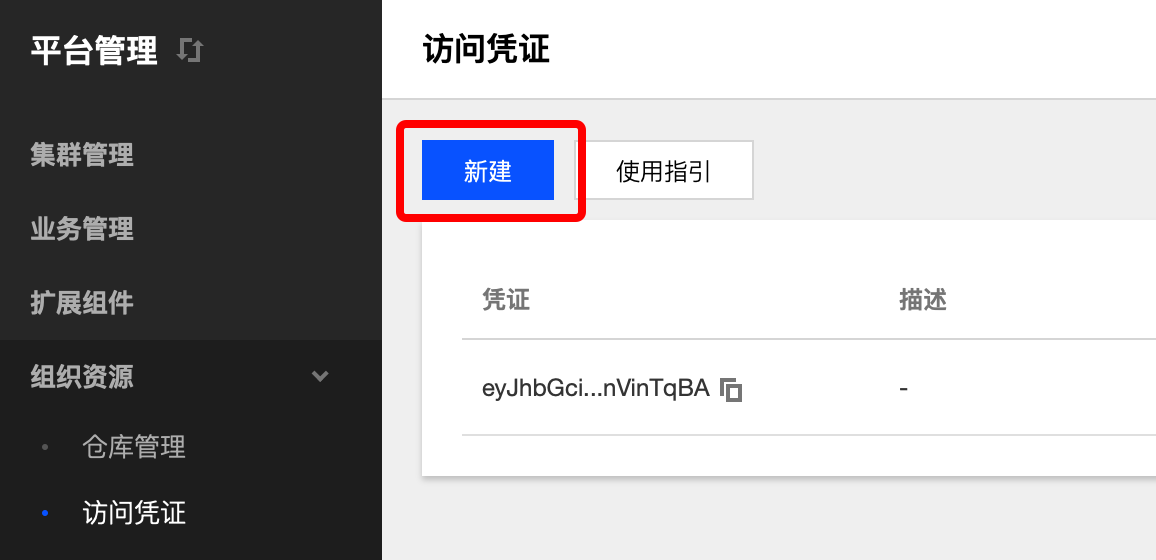 平台管理
集群管理
业务管理
扩展组件
组织资源
仓库管理
访问凭证
访问凭证
新建
使用指引
凭证 描述
eyJhbGci...nVinTqBA -